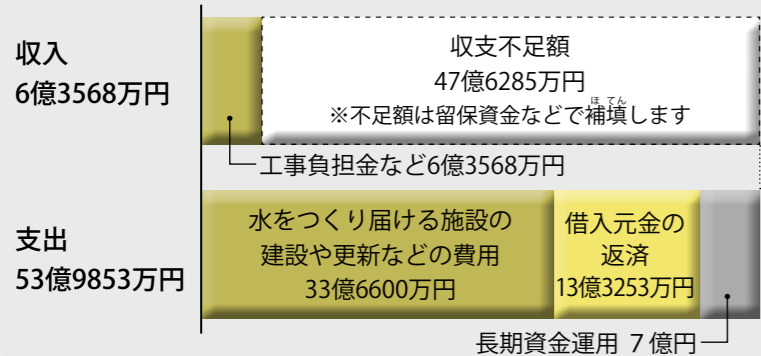 収入
6億3568万円
収支不足額
47億6285万円
※不足額は留保資金などで補填します
ほてん
工事負担金など6億3568万円
支出
53億9853万円
水をつくり届ける施設の
建設や更新などの費用
33億6600万円
借入元金の
返済
13億3253万円
長期資金運用 7億円